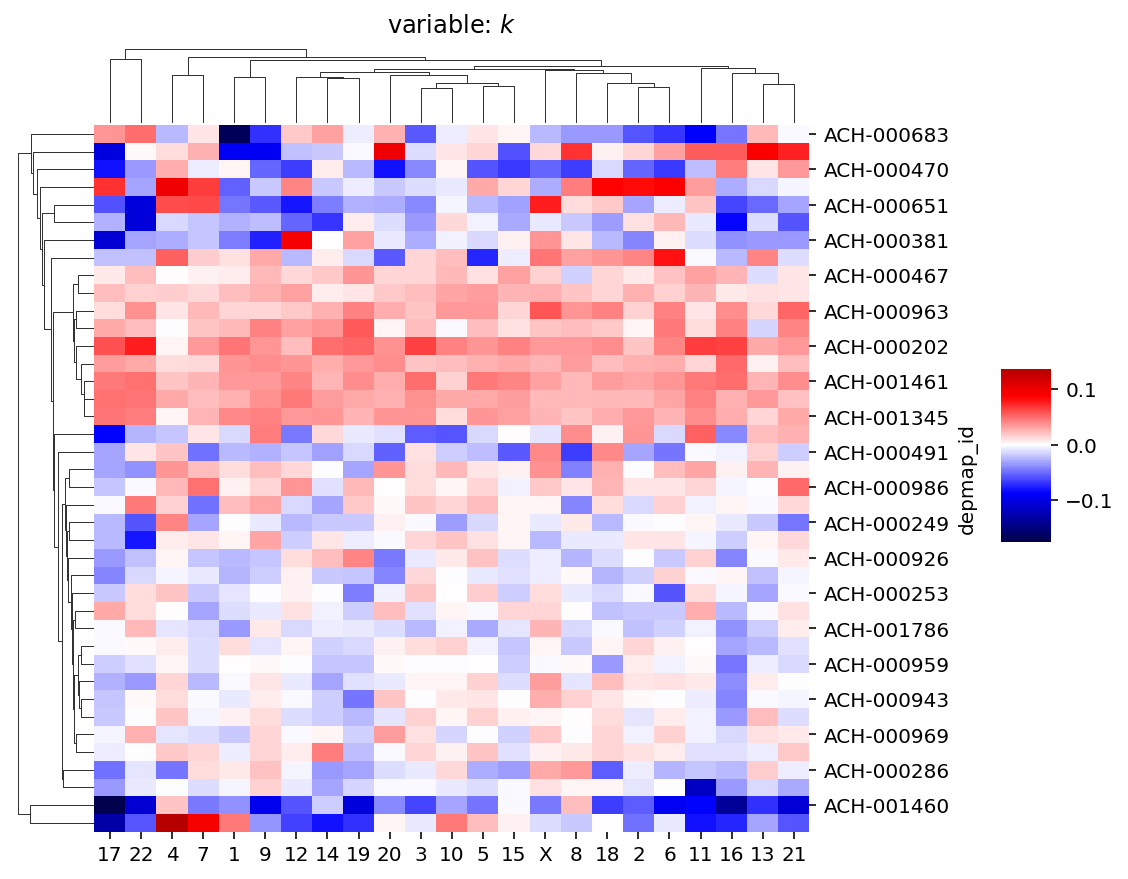 variable: k
ACH-000683
ACH-000470
ACH-000651
ACH-000381
ACH-000467
ACH-000963
ACH-000202
ACH-001461
ACH-001345
ACH-000491
ACH-000986
ACH-000249
ACH-000926
ACH-000253
ACH-001786
ACH-000959
ACH-000943
ACH-000969
ACH-000286
ACH-001460
depmap_id
0.1
0.0
−0.1
17 22 4 7 1 9 12 14 19 20 3 10 5 15 X 8 18 2 6 11 16 13 21